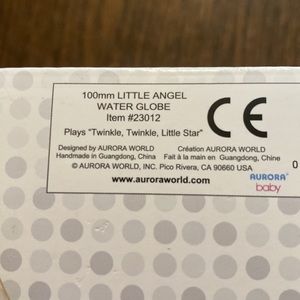 100mm LITTLE ANGEL
WATER GLOBE
Item #23012
Plays "Twinkle, Twinkle, Little Star"
CE
Designed by AURORA WORLD Création AURORA WORLD
Handmade in Guangdong, China Fait à la main en Guangdong, Chine
© AURORA WORLD, INC. Pico Rivera, CA 90660 USA
www.auroraworld.com
AURORA
baby
0